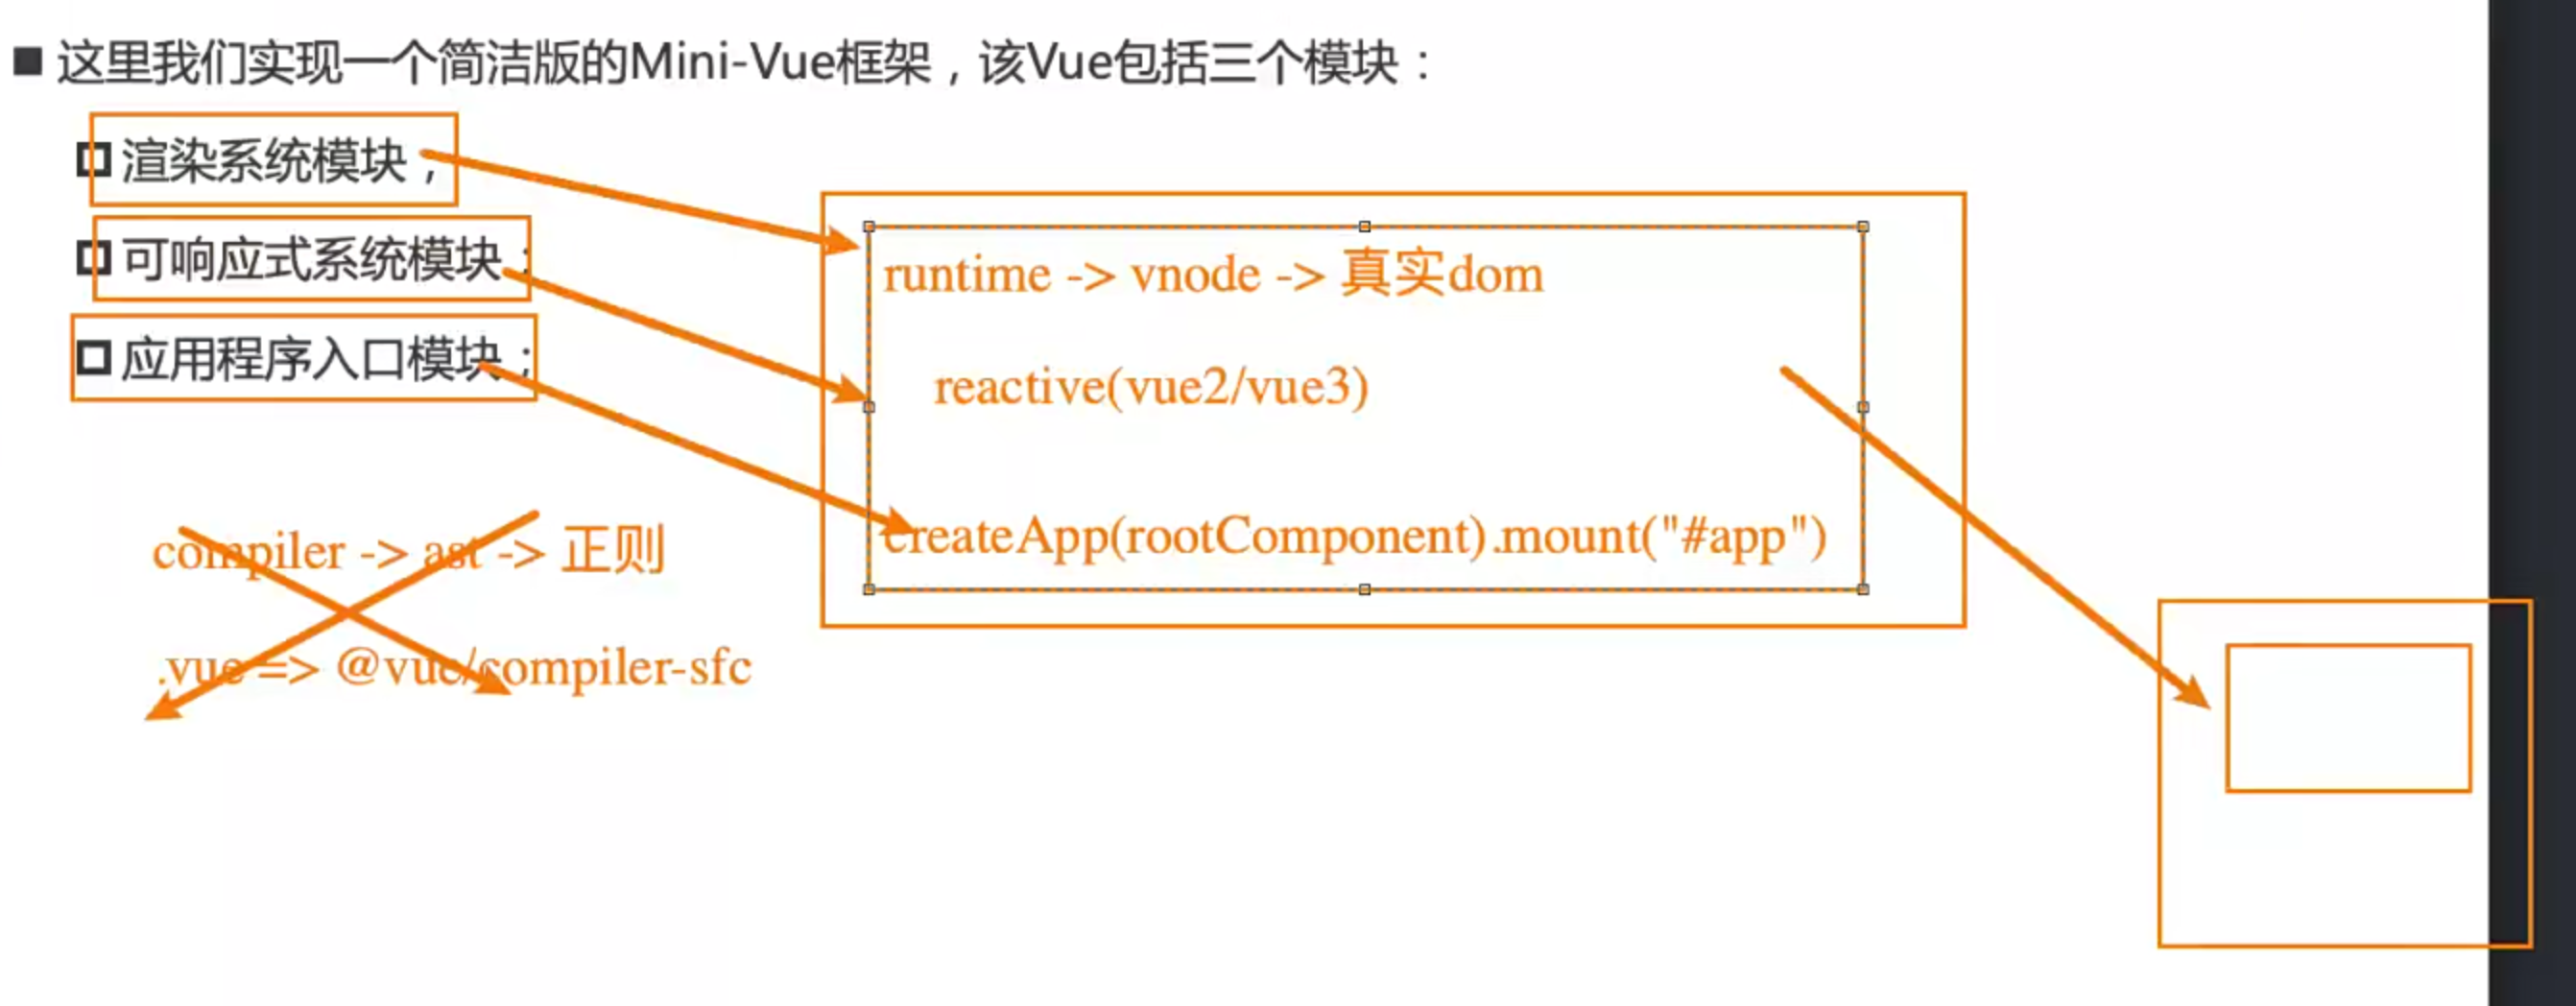 这里我们实现一个简洁版的Mini-Vue框架，该Vue包括三个模块：
渲染系统模块；
可响应式系统模块；
应用程序入口模块；
runtime -> vnode -> 真实dom
reactive(vue2/vue3)
createApp(rootComponent).mount("#app")
compiler -> ast -> 正则
.vue => @vue/compiler-sfc